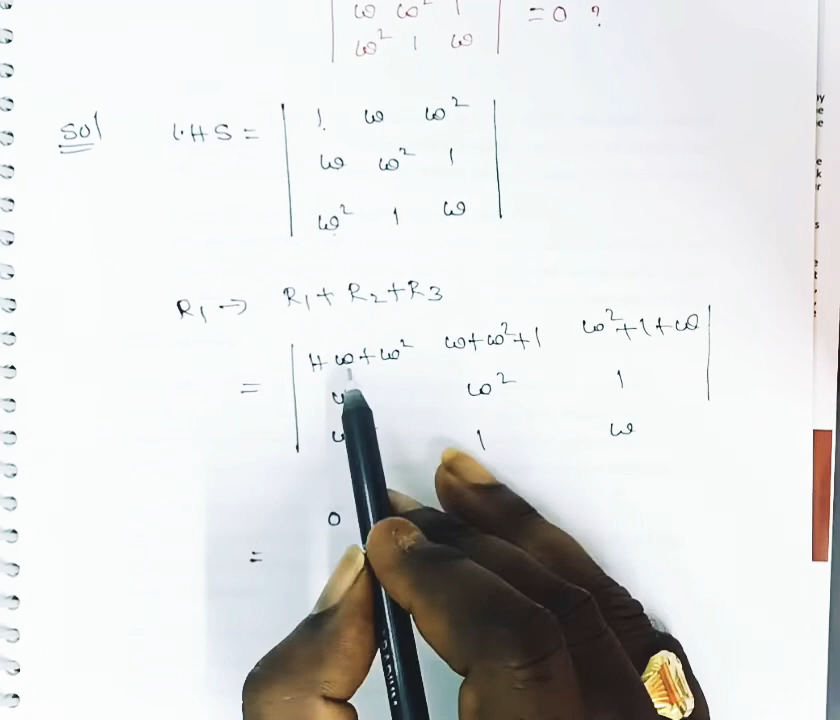 ω ω² 1 = 0 ?
ω² 1 ω
Sol L.H.S = | 1 ω ω² |
ω ω² 1
ω² 1 ω
R₁ → R₁ + R₂ + R₃
= | 1+ω+ω² ω+ω²+1 ω²+1+ω |
ω² 1
1 ω
0
=